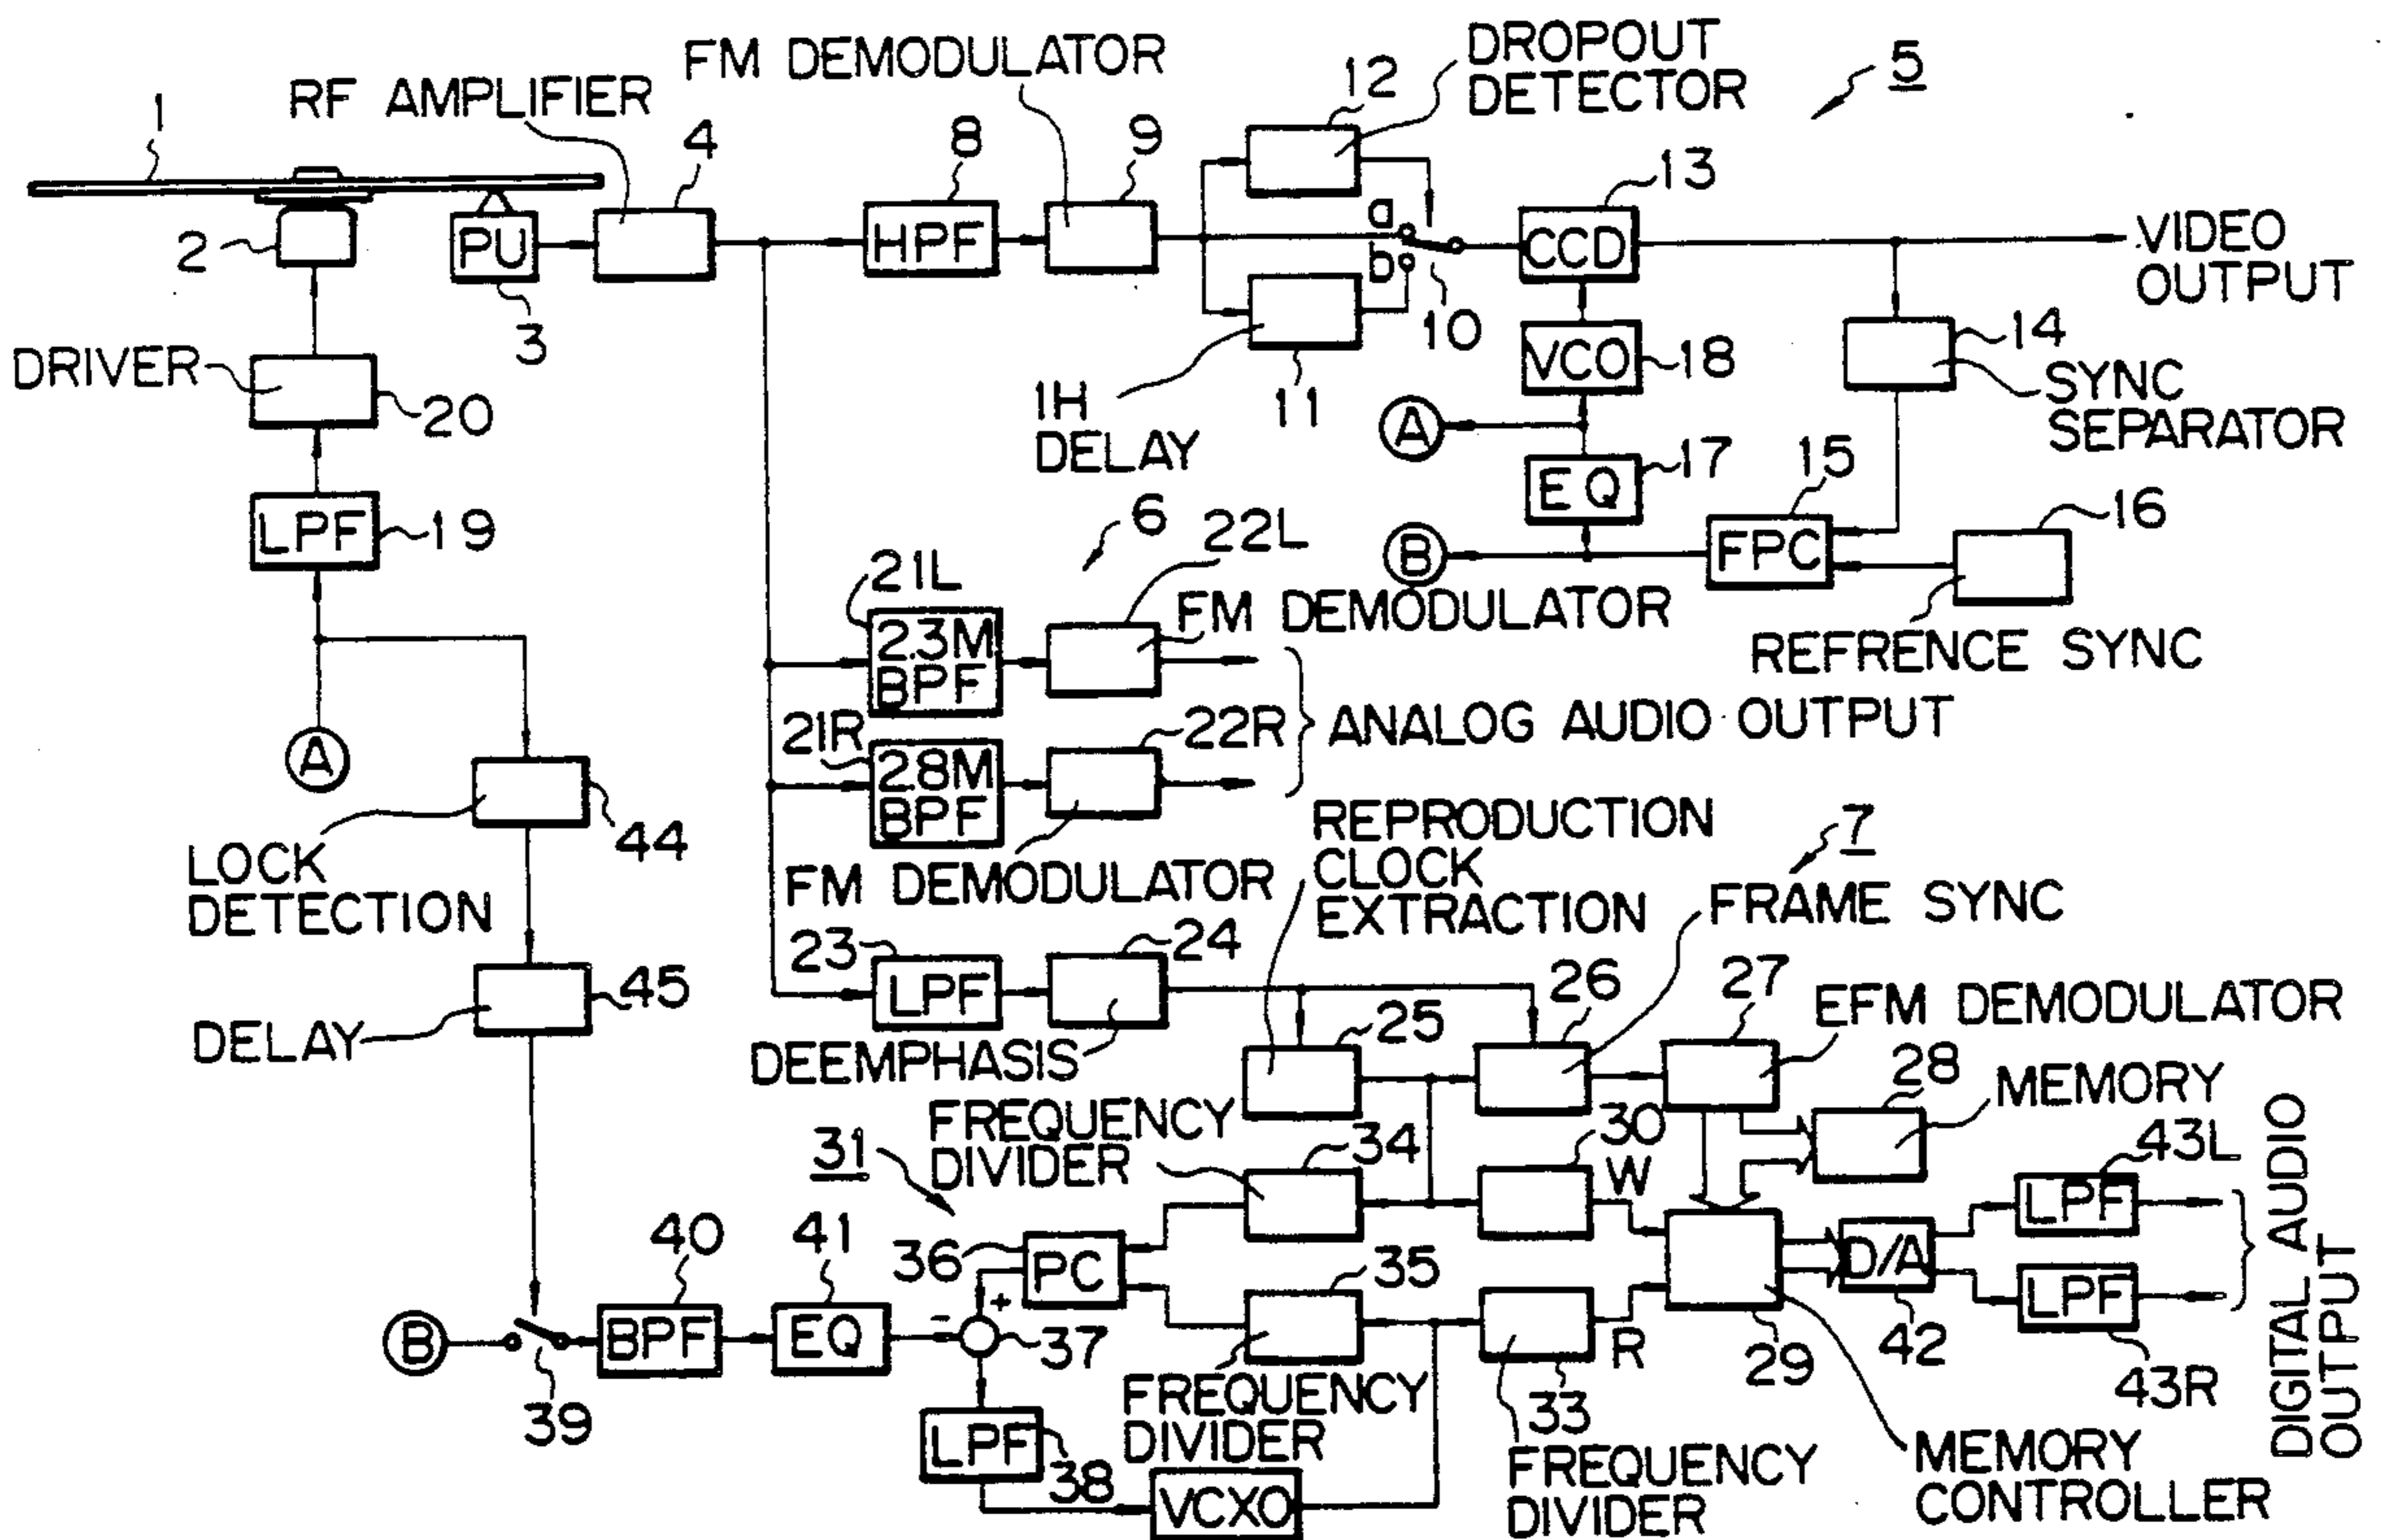 FM DEMODULATOR
DROPOUT
DETECTOR
5
1
RF AMPLIFIER
4
8
9
12
13
2
PU
3
HPF
a
b
10
CCD
VIDEO
OUTPUT
DRIVER
20
1H
DELAY
11
VCO
18
14
SYNC
SEPARATOR
A
EQ
17
15
16
LPF
19
B
FPC
REFRENCE SYNC
6
21L
22L
2.3M
BPF
FM DEMODULATOR
21R
22R
2.8M
BPF
ANALOG AUDIO OUTPUT
FM DEMODULATOR
A
44
LOCK
DETECTION
REPRODUCTION
CLOCK
EXTRACTION
7
FRAME SYNC
23
LPF
24
DEEMPHASIS
25
26
27
EFM DEMODULATOR
28
MEMORY
45
DELAY
31
FREQUENCY
DIVIDER
34
30
W
43L
LPF
DIGITAL AUDIO
OUTPUT
36
PC
35
D/A
42
LPF
43R
B
39
40
BPF
41
EQ
-
+
37
FREQUENCY
DIVIDER
R
33
29
LPF
38
VCXO
FREQUENCY
DIVIDER
MEMORY
CONTROLLER